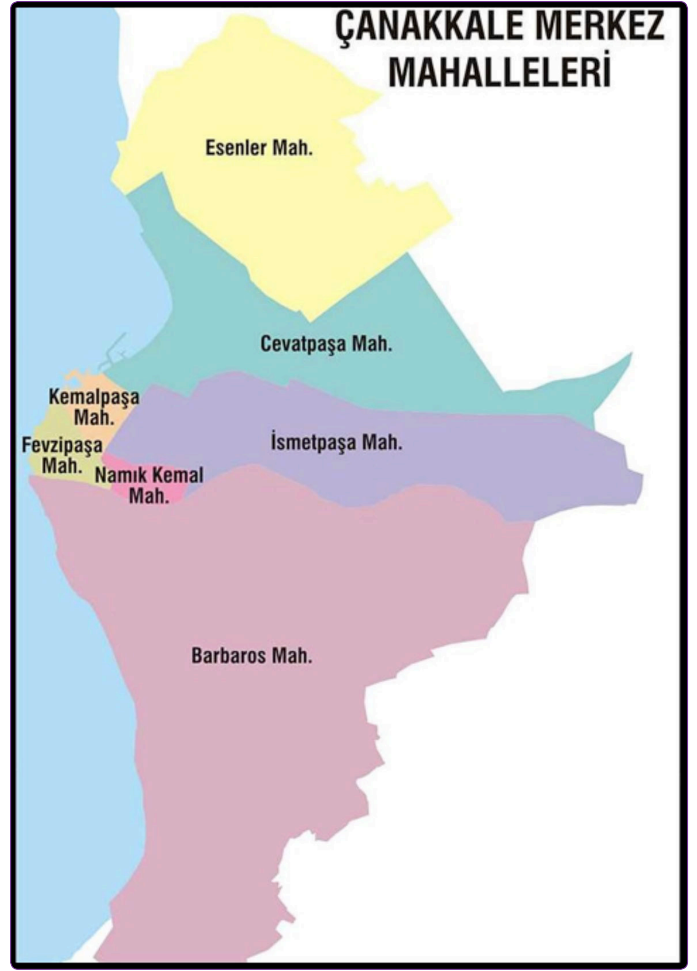 ÇANAKKALE MERKEZ
MAHALLELERİ
Esenler Mah.
Cevatpaşa Mah.
Kemalpaşa
Mah.
İsmetpaşa Mah.
Fevzipaşa
Mah.
Namık Kemal
Mah.
Barbaros Mah.